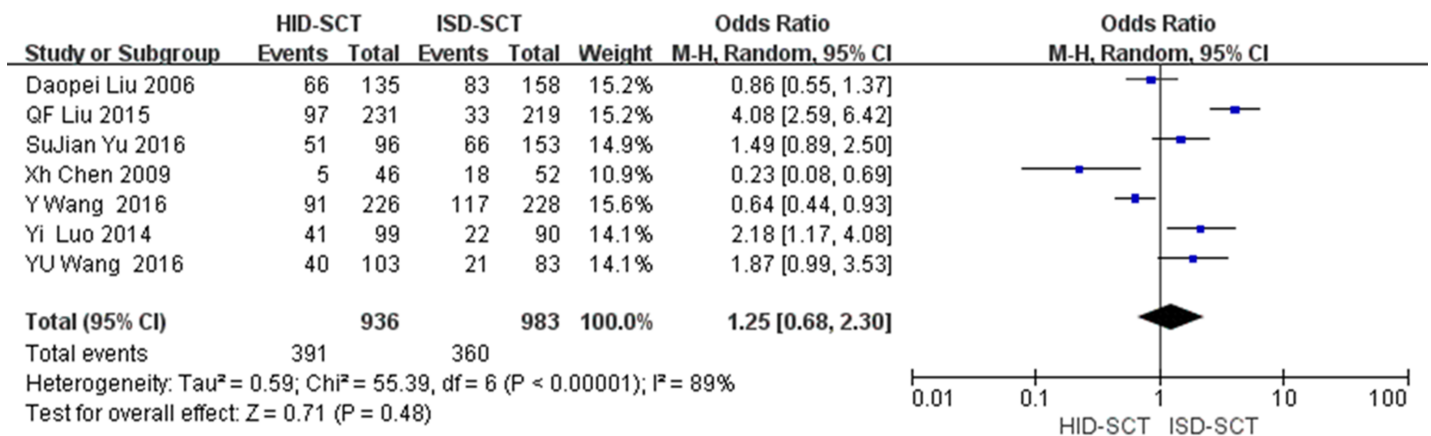 HID-SCT ISD-SCT Odds Ratio Odds Ratio
Study or Subgroup Events Total Events Total Weight M-H, Random, 95% CI M-H, Random, 95% CI
Daopei Liu 2006 66 135 83 158 15.2% 0.86 [0.55, 1.37]
QF Liu 2015 97 231 33 219 15.2% 4.08 [2.59, 6.42]
SuJian Yu 2016 51 96 66 153 14.9% 1.49 [0.89, 2.50]
Xh Chen 2009 5 46 18 52 10.9% 0.23 [0.08, 0.69]
Y Wang 2016 91 226 117 228 15.6% 0.64 [0.44, 0.93]
Yi Luo 2014 41 99 22 90 14.1% 2.18 [1.17, 4.08]
YU Wang 2016 40 103 21 83 14.1% 1.87 [0.99, 3.53]
Total (95% CI) 936 983 100.0% 1.25 [0.68, 2.30]
Total events 391 360
Heterogeneity: Tau² = 0.59; Chi² = 55.39, df = 6 (P < 0.00001); I² = 89%
Test for overall effect: Z = 0.71 (P = 0.48)
0.01 0.1 1 10 100
HID-SCT ISD-SCT